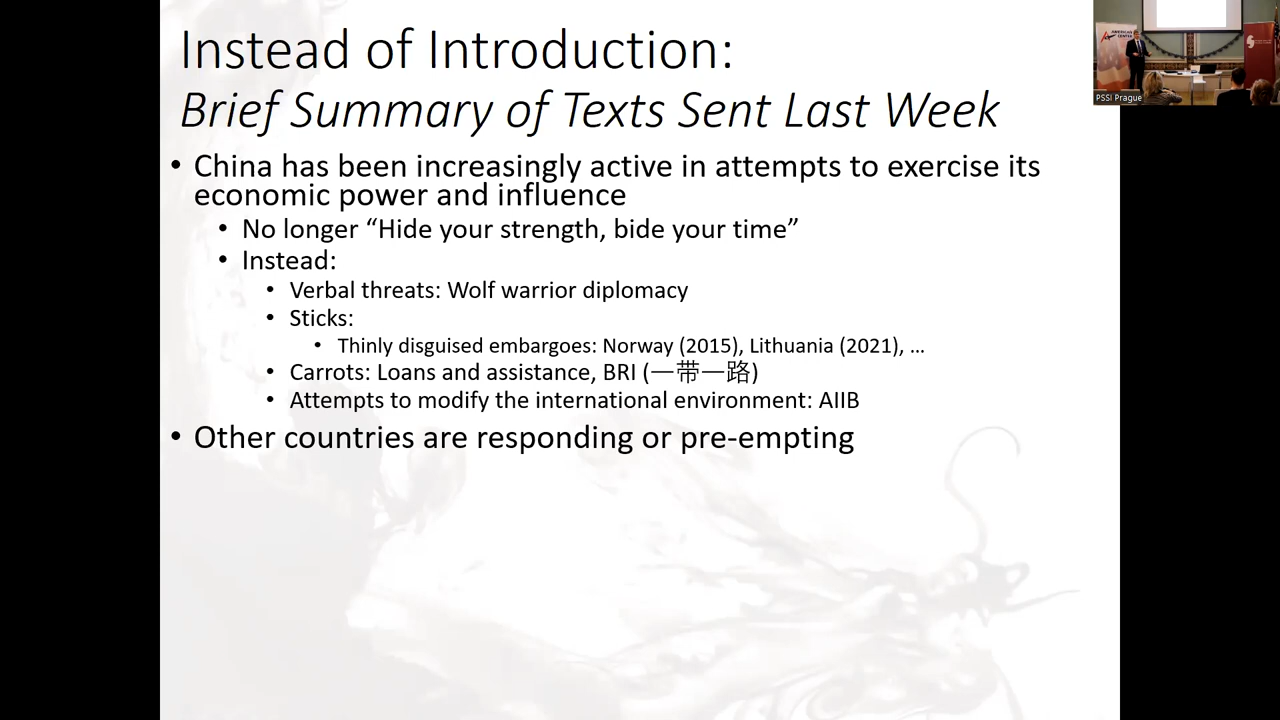 Instead of Introduction:
Brief Summary of Texts Sent Last Week
• China has been increasingly active in attempts to exercise its
economic power and influence
• No longer “Hide your strength, bide your time”
• Instead:
• Verbal threats: Wolf warrior diplomacy
• Sticks:
• Thinly disguised embargoes: Norway (2015), Lithuania (2021), …
• Carrots: Loans and assistance, BRI (一带一路)
• Attempts to modify the international environment: AIIB
• Other countries are responding or pre-empting
AMERICAN
CENTER
PSSI Prague